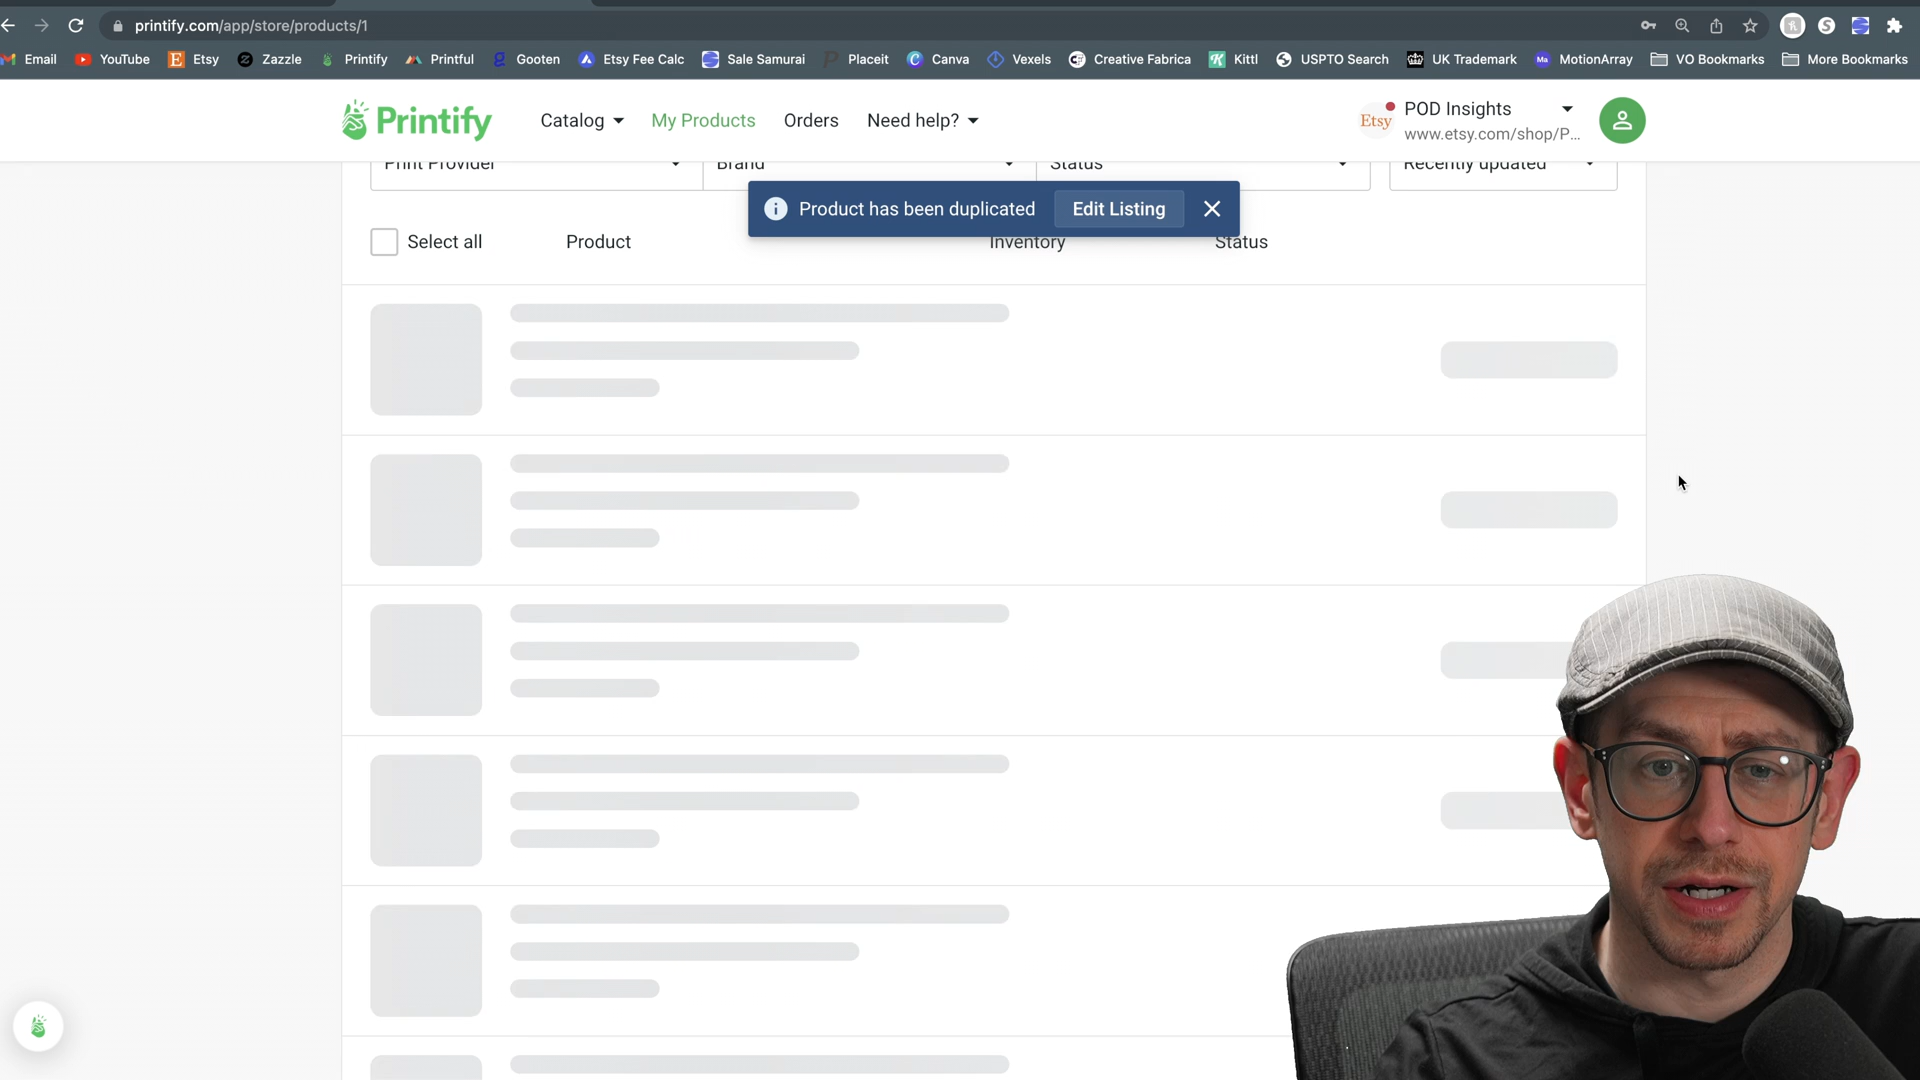 printify.com/app/store/products/1
Email YouTube Etsy Zazzle Printify Printful Gooten Etsy Fee Calc Sale Samurai Placeit Canva Vexels Creative Fabrica Kittl USPTO Search UK Trademark MotionArray VO Bookmarks More Bookmarks
Printify Catalog My Products Orders Need help? Etsy POD Insights
www.etsy.com/shop/P...
Print Provider Brand Status Recently updated
Product has been duplicated Edit Listing
Select all Product Inventory Status